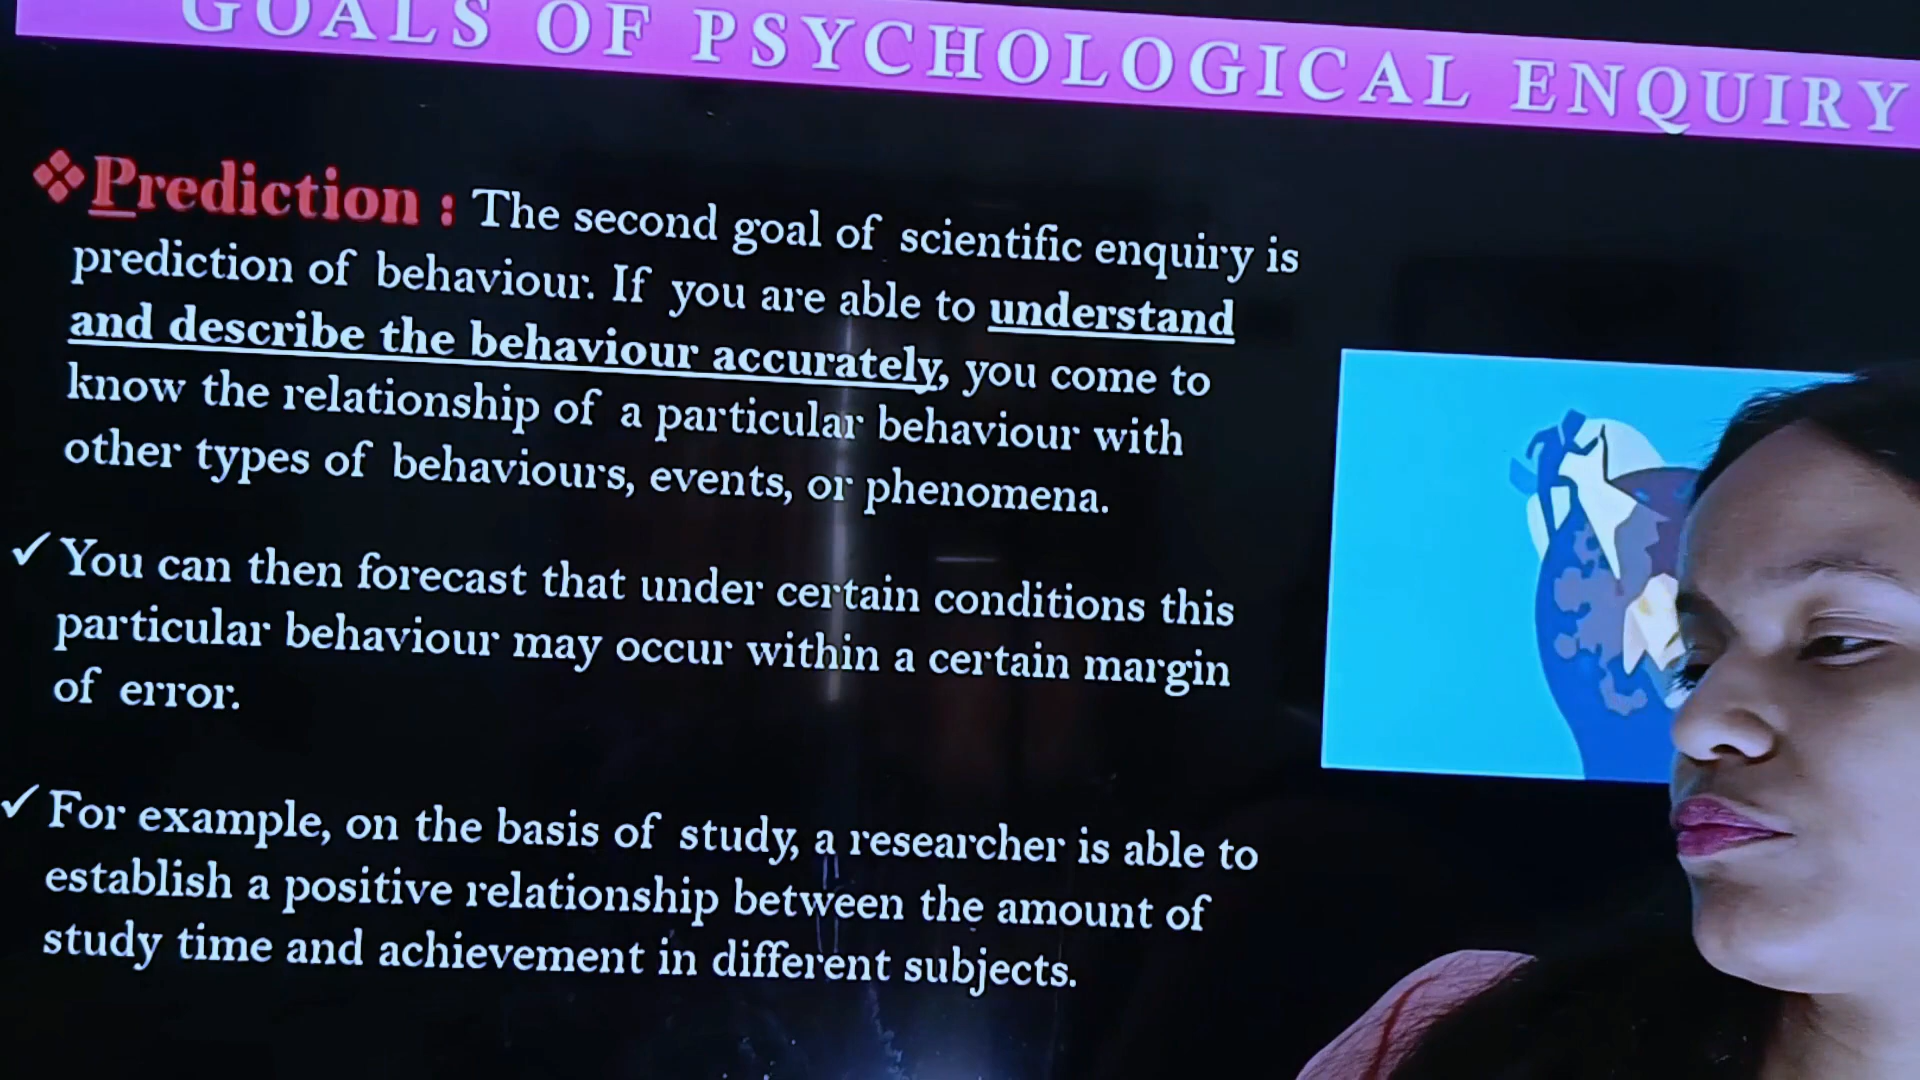 GOALS OF PSYCHOLOGICAL ENQUIRY
❖Prediction : The second goal of scientific enquiry is
prediction of behaviour. If you are able to understand
and describe the behaviour accurately, you come to
know the relationship of a particular behaviour with
other types of behaviours, events, or phenomena.
✓ You can then forecast that under certain conditions this
particular behaviour may occur within a certain margin
of error.
✓ For example, on the basis of study, a researcher is able to
establish a positive relationship between the amount of
study time and achievement in different subjects.